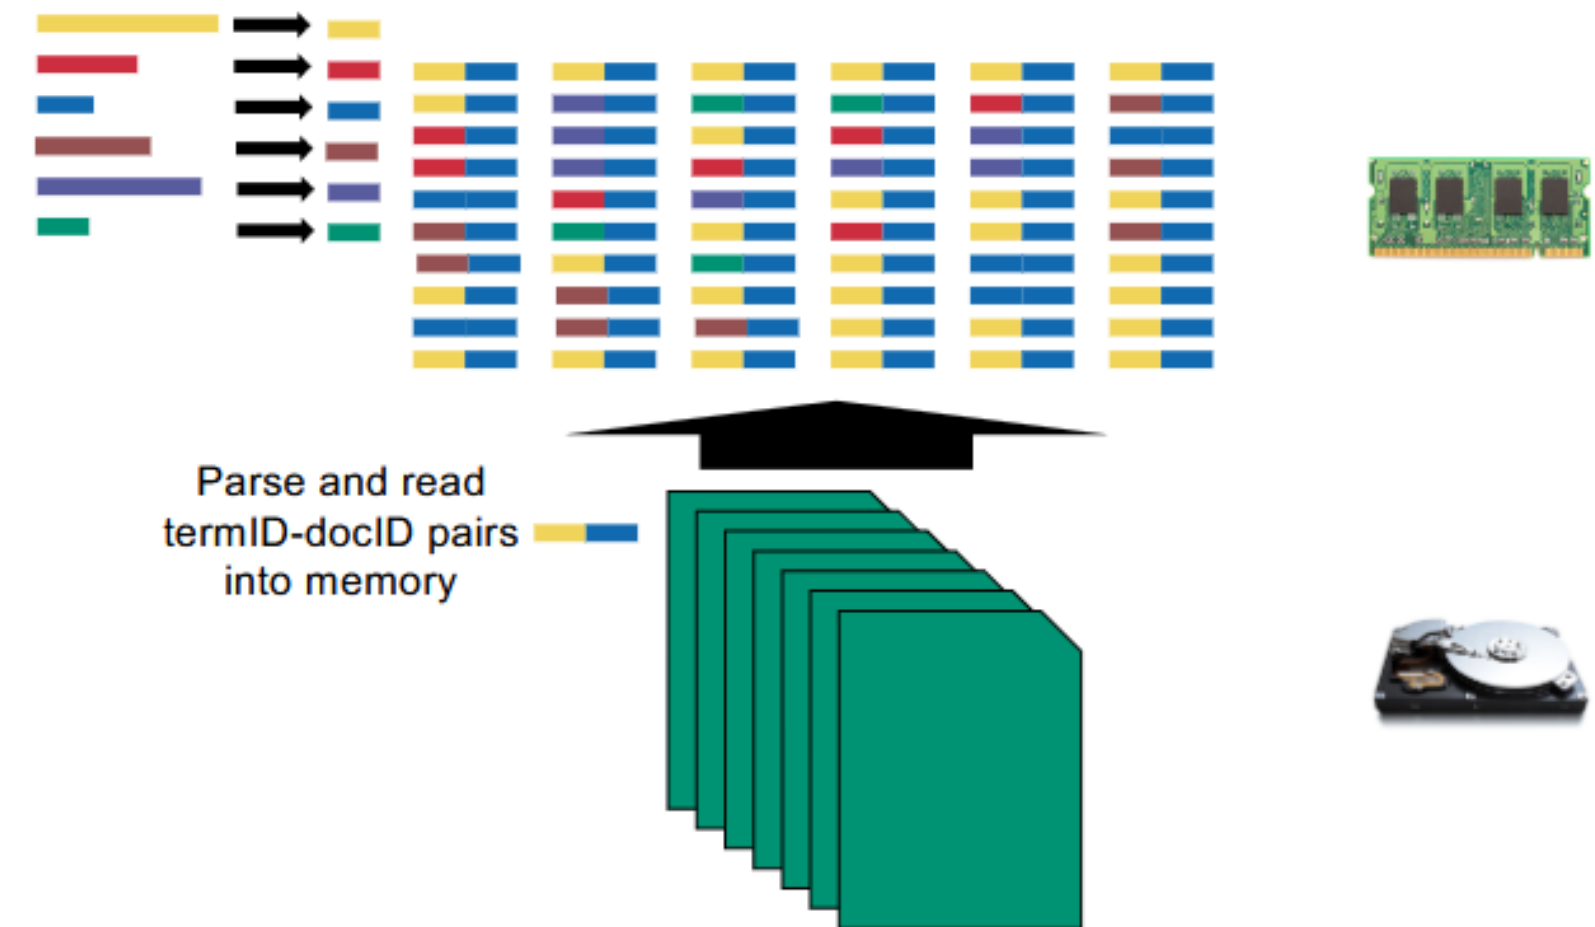 Parse and read
termID-docID pairs
into memory